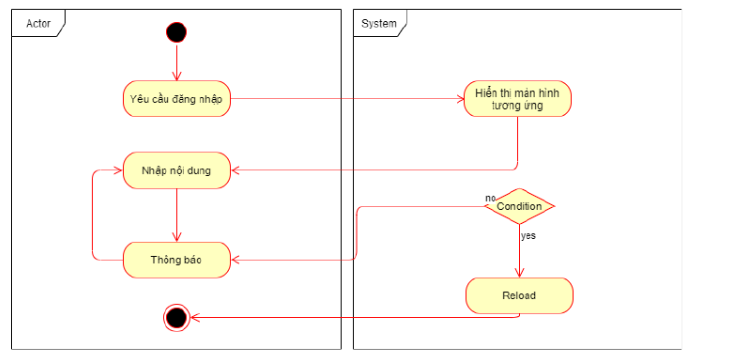 Actor
System
Yêu cầu đăng nhập
Hiển thị màn hình
tương ứng
Nhập nội dung
no
Condition
yes
Thông báo
Reload